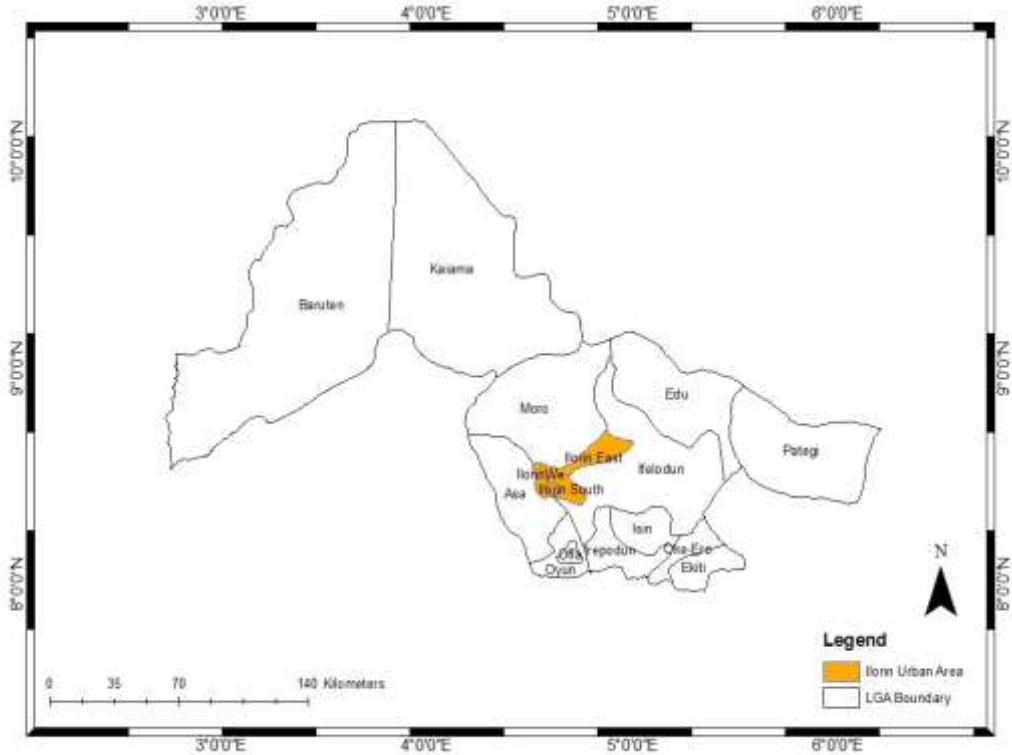 3°0'0"E 4°0'0"E 5°0'0"E 6°0'0"E
10°0'0"N 10°0'0"N
Kaiama
Baruten
9°0'0"N 9°0'0"N
Edu
Moro
Pategi
Ilorin East
Ifelodun
Asa
Ilorin South
Isin
Offa
Oke-Ero
Oyun
Ekiti
8°0'0"N 8°0'0"N
N
Legend
Ilorin Urban Area
LGA Boundary
0 35 70 140 Kilometers
3°0'0"E 4°0'0"E 5°0'0"E 6°0'0"E